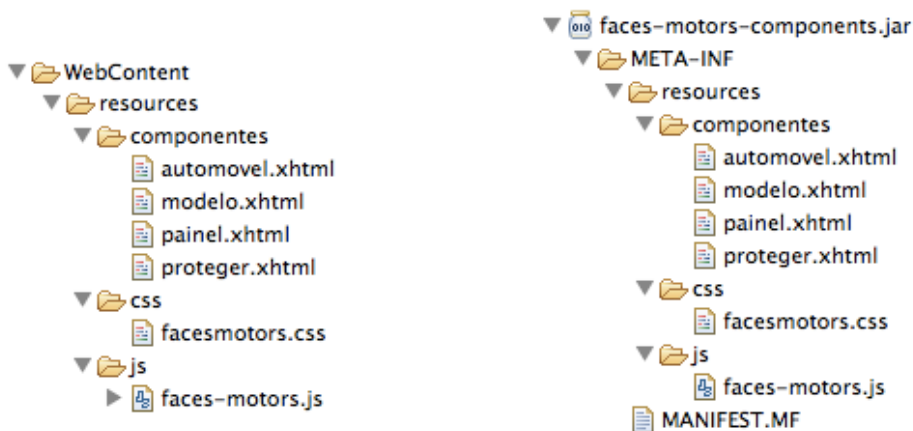 WebContent
resources
componentes
automovel.xhtml
modelo.xhtml
painel.xhtml
proteger.xhtml
css
facesmotors.css
js
faces-motors.js
faces-motors-components.jar
META-INF
resources
componentes
automovel.xhtml
modelo.xhtml
painel.xhtml
proteger.xhtml
css
facesmotors.css
js
faces-motors.js
MANIFEST.MF